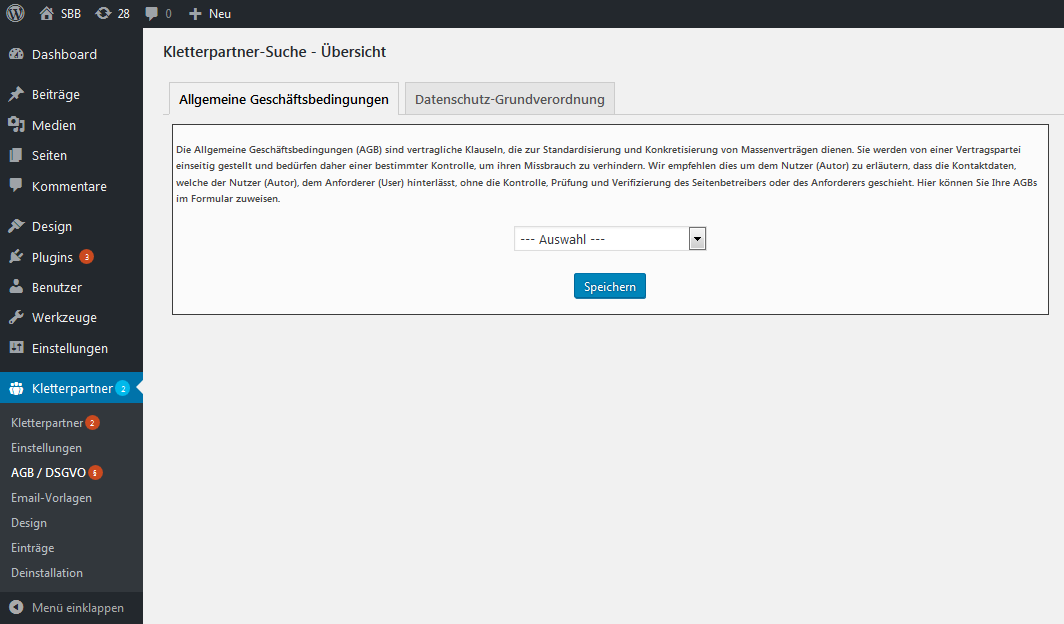 SBB 28 0 Neu
Dashboard
Beiträge
Medien
Seiten
Kommentare
Design
Plugins 3
Benutzer
Werkzeuge
Einstellungen
Kletterpartner 2
Kletterpartner 2
Einstellungen
AGB / DSGVO §
Email-Vorlagen
Design
Einträge
Deinstallation
Menü einklappen
Kletterpartner-Suche - Übersicht
Allgemeine Geschäftsbedingungen Datenschutz-Grundverordnung
Die Allgemeine Geschäftsbedingungen (AGB) sind vertragliche Klauseln, die zur Standardisierung und Konkretisierung von Massenverträgen dienen. Sie werden von einer Vertragspartei
einseitig gestellt und bedürfen daher einer bestimmter Kontrolle, um ihren Missbrauch zu verhindern. Wir empfehlen dies um dem Nutzer (Autor) zu erläutern, dass die Kontaktdaten,
welche der Nutzer (Autor), dem Anforderer (User) hinterlässt, ohne die Kontrolle, Prüfung und Verifizierung des Seitenbetreibers oder des Anforderers geschieht. Hier können Sie Ihre AGBs
im Formular zuweisen.
--- Auswahl ---
Speichern